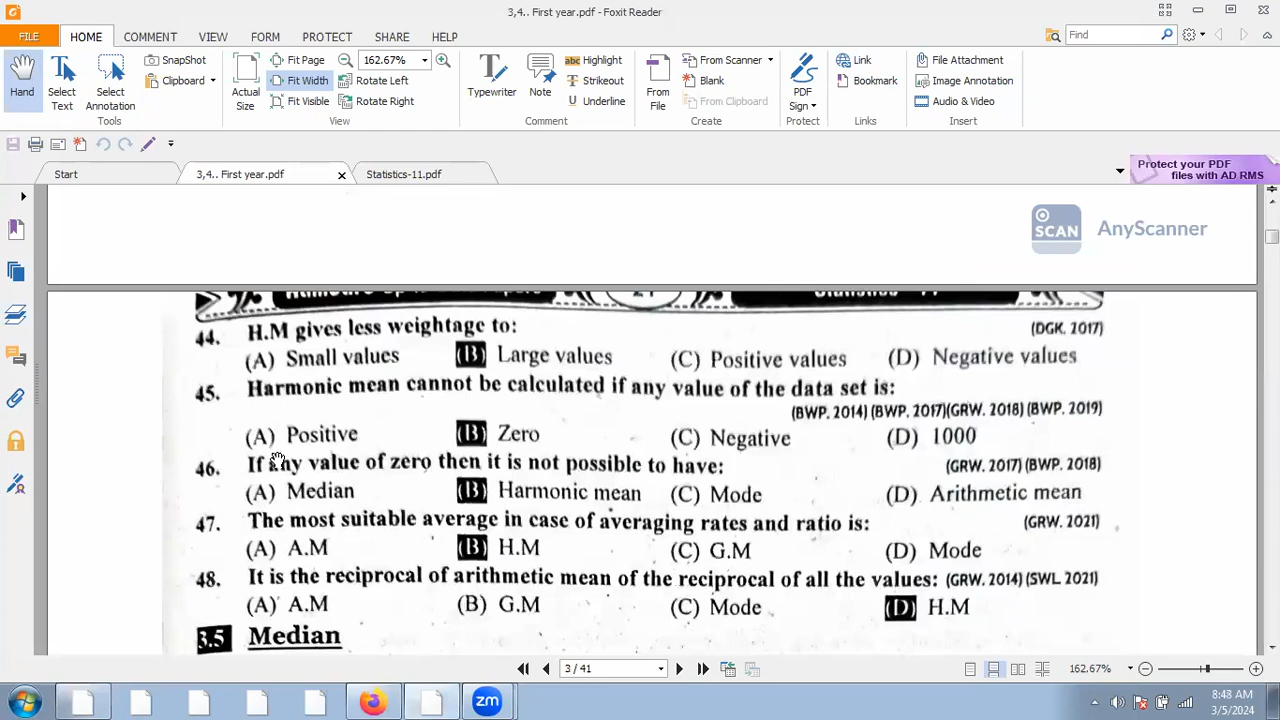 3,4.. First year.pdf - Foxit Reader
FILE HOME COMMENT VIEW FORM PROTECT SHARE HELP Find
Hand
Select Text
Select Annotation
SnapShot
Clipboard
Tools
Actual Size
Fit Page
Fit Width
Fit Visible
162.67%
Rotate Left
Rotate Right
View
Typewriter
Note
Highlight
Strikeout
Underline
Comment
From File
From Scanner
Blank
From Clipboard
Create
PDF Sign
Protect
Link
Bookmark
Links
File Attachment
Image Annotation
Audio & Video
Insert
Start 3,4.. First year.pdf Statistics-11.pdf
Protect your PDF
files with AD RMS
SCAN AnyScanner
44. H.M gives less weightage to: (DGK. 2017)
(A) Small values (B) Large values (C) Positive values (D) Negative values
45. Harmonic mean cannot be calculated if any value of the data set is:
(BWP. 2014) (BWP. 2017)(GRW. 2018) (BWP. 2019)
(A) Positive (B) Zero (C) Negative (D) 1000
46. If any value of zero then it is not possible to have: (GRW. 2017) (BWP. 2018)
(A) Median (B) Harmonic mean (C) Mode (D) Arithmetic mean
47. The most suitable average in case of averaging rates and ratio is: (GRW. 2021)
(A) A.M (B) H.M (C) G.M (D) Mode
48. It is the reciprocal of arithmetic mean of the reciprocal of all the values: (GRW. 2014) (SWL. 2021)
(A) A.M (B) G.M (C) Mode (D) H.M
3.5 Median
3 / 41 162.67%
zm
8:48 AM
3/5/2024